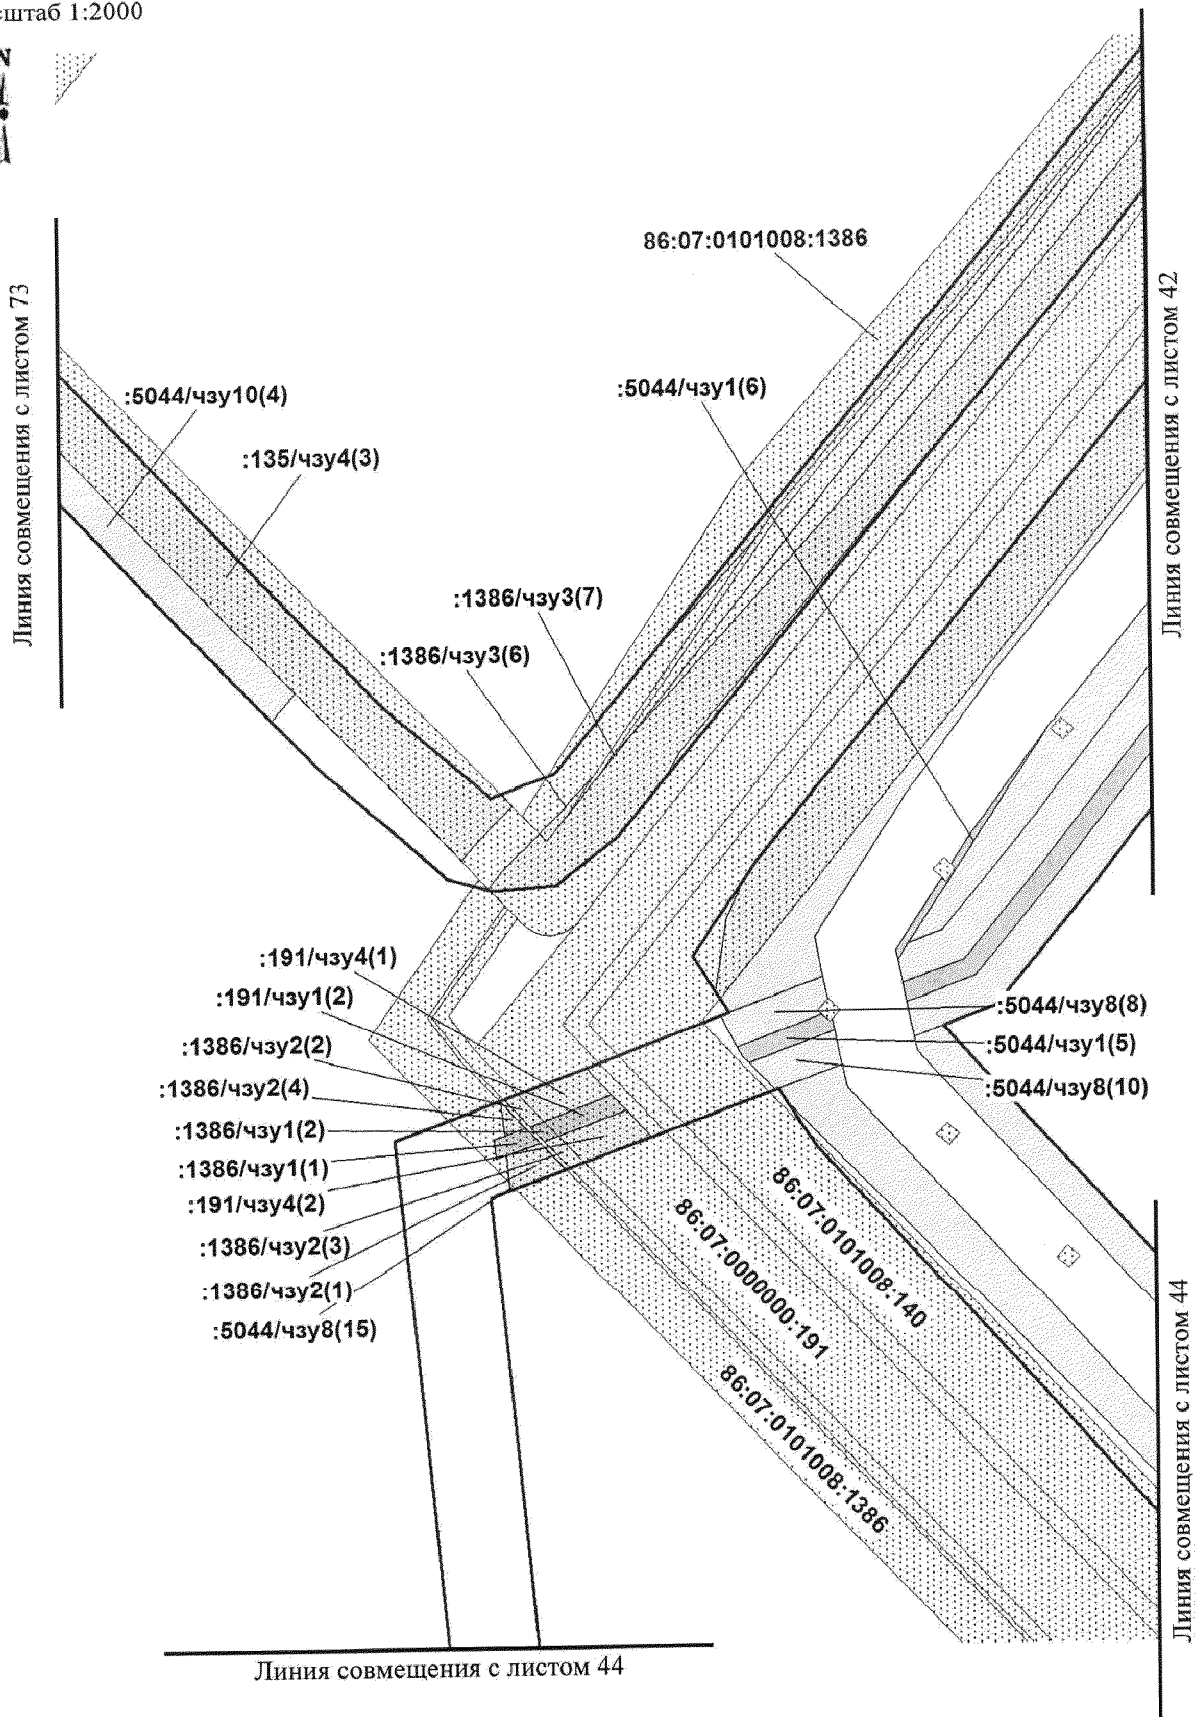 штаб 1:2000
N
86:07:0101008:1386
Линия совмещения с листом 73
Линия совмещения с листом 42
:5044/чзу10(4)
:5044/чзу1(6)
:135/чзу4(3)
:1386/чзу3(7)
:1386/чзу3(6)
:191/чзу4(1)
:191/чзу1(2)
:5044/чзу8(8)
:1386/чзу2(2)
:5044/чзу1(5)
:1386/чзу2(4)
:5044/чзу8(10)
:1386/чзу1(2)
:1386/чзу1(1)
:191/чзу4(2)
:1386/чзу2(3)
:1386/чзу2(1)
:5044/чзу8(15)
86:07:0101008:140
86:07:0000000:191
86:07:0101008:1386
Линия совмещения с листом 44
Линия совмещения с листом 44